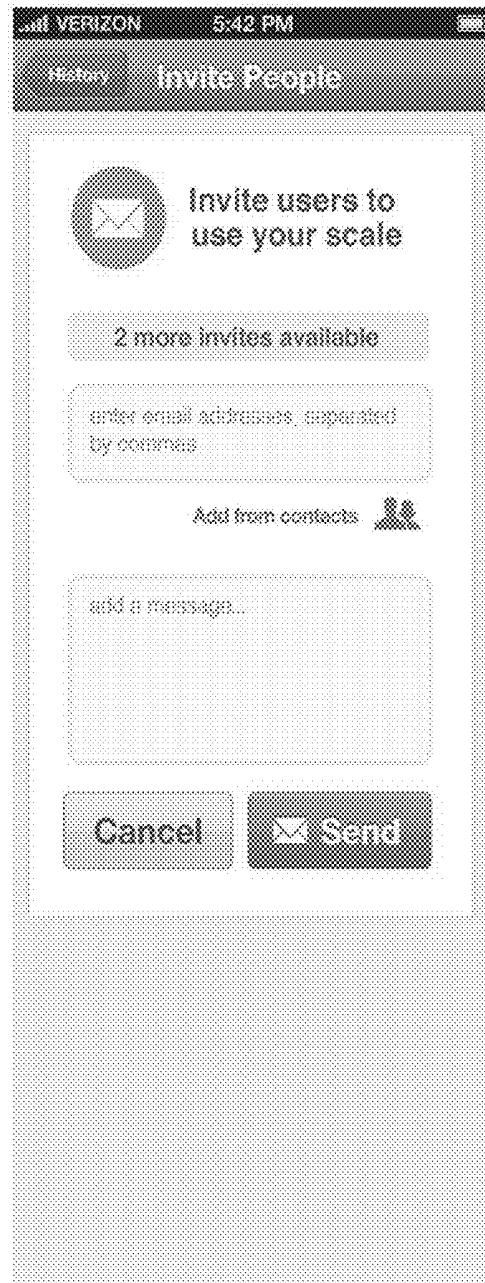 VERIZON 5:42 PM
History Invite People
Invite users to
use your scale
2 more invites available
enter email addresses, separated
by commas
Add from contacts
add a message...
Cancel Send